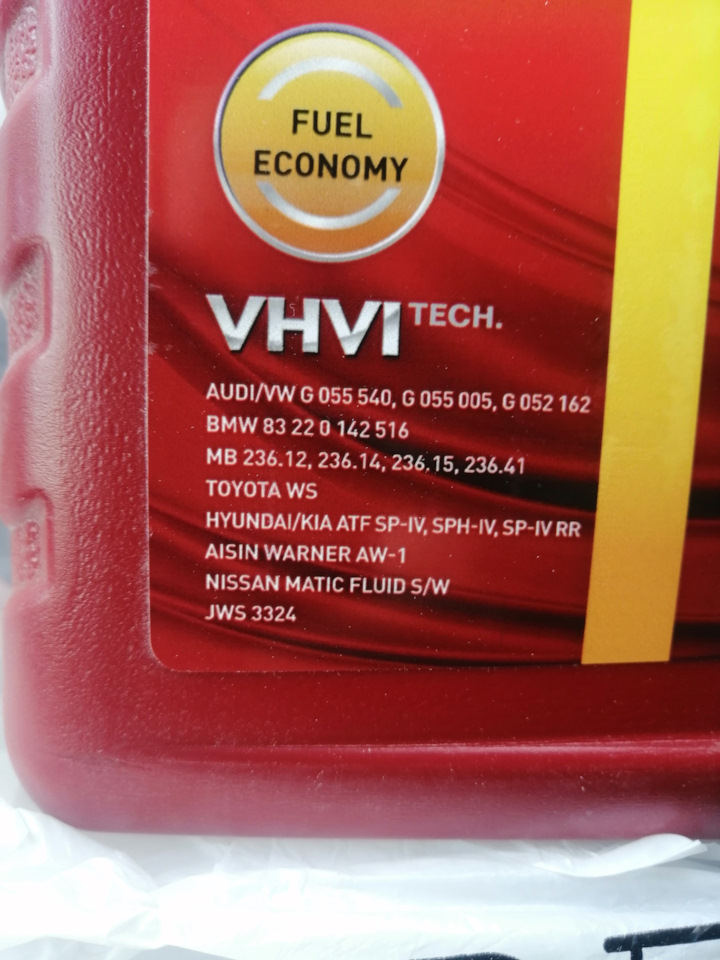 FUEL
ECONOMY
VHVI TECH.
AUDI/VW G 055 540, G 055 005, G 052 162
BMW 83 22 0 142 516
MB 236.12, 236.14, 236.15, 236.41
TOYOTA WS
HYUNDAI/KIA ATF SP-IV, SPH-IV, SP-IV RR
AISIN WARNER AW-1
NISSAN MATIC FLUID S/W
JWS 3324